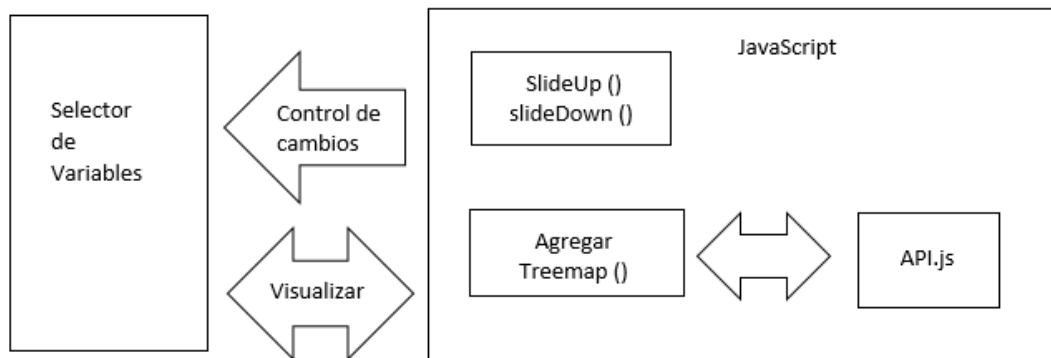 Selector
de
Variables
Control de
cambios
Visualizar
JavaScript
SlideUp ()
slideDown ()
Agregar
Treemap ()
API.js